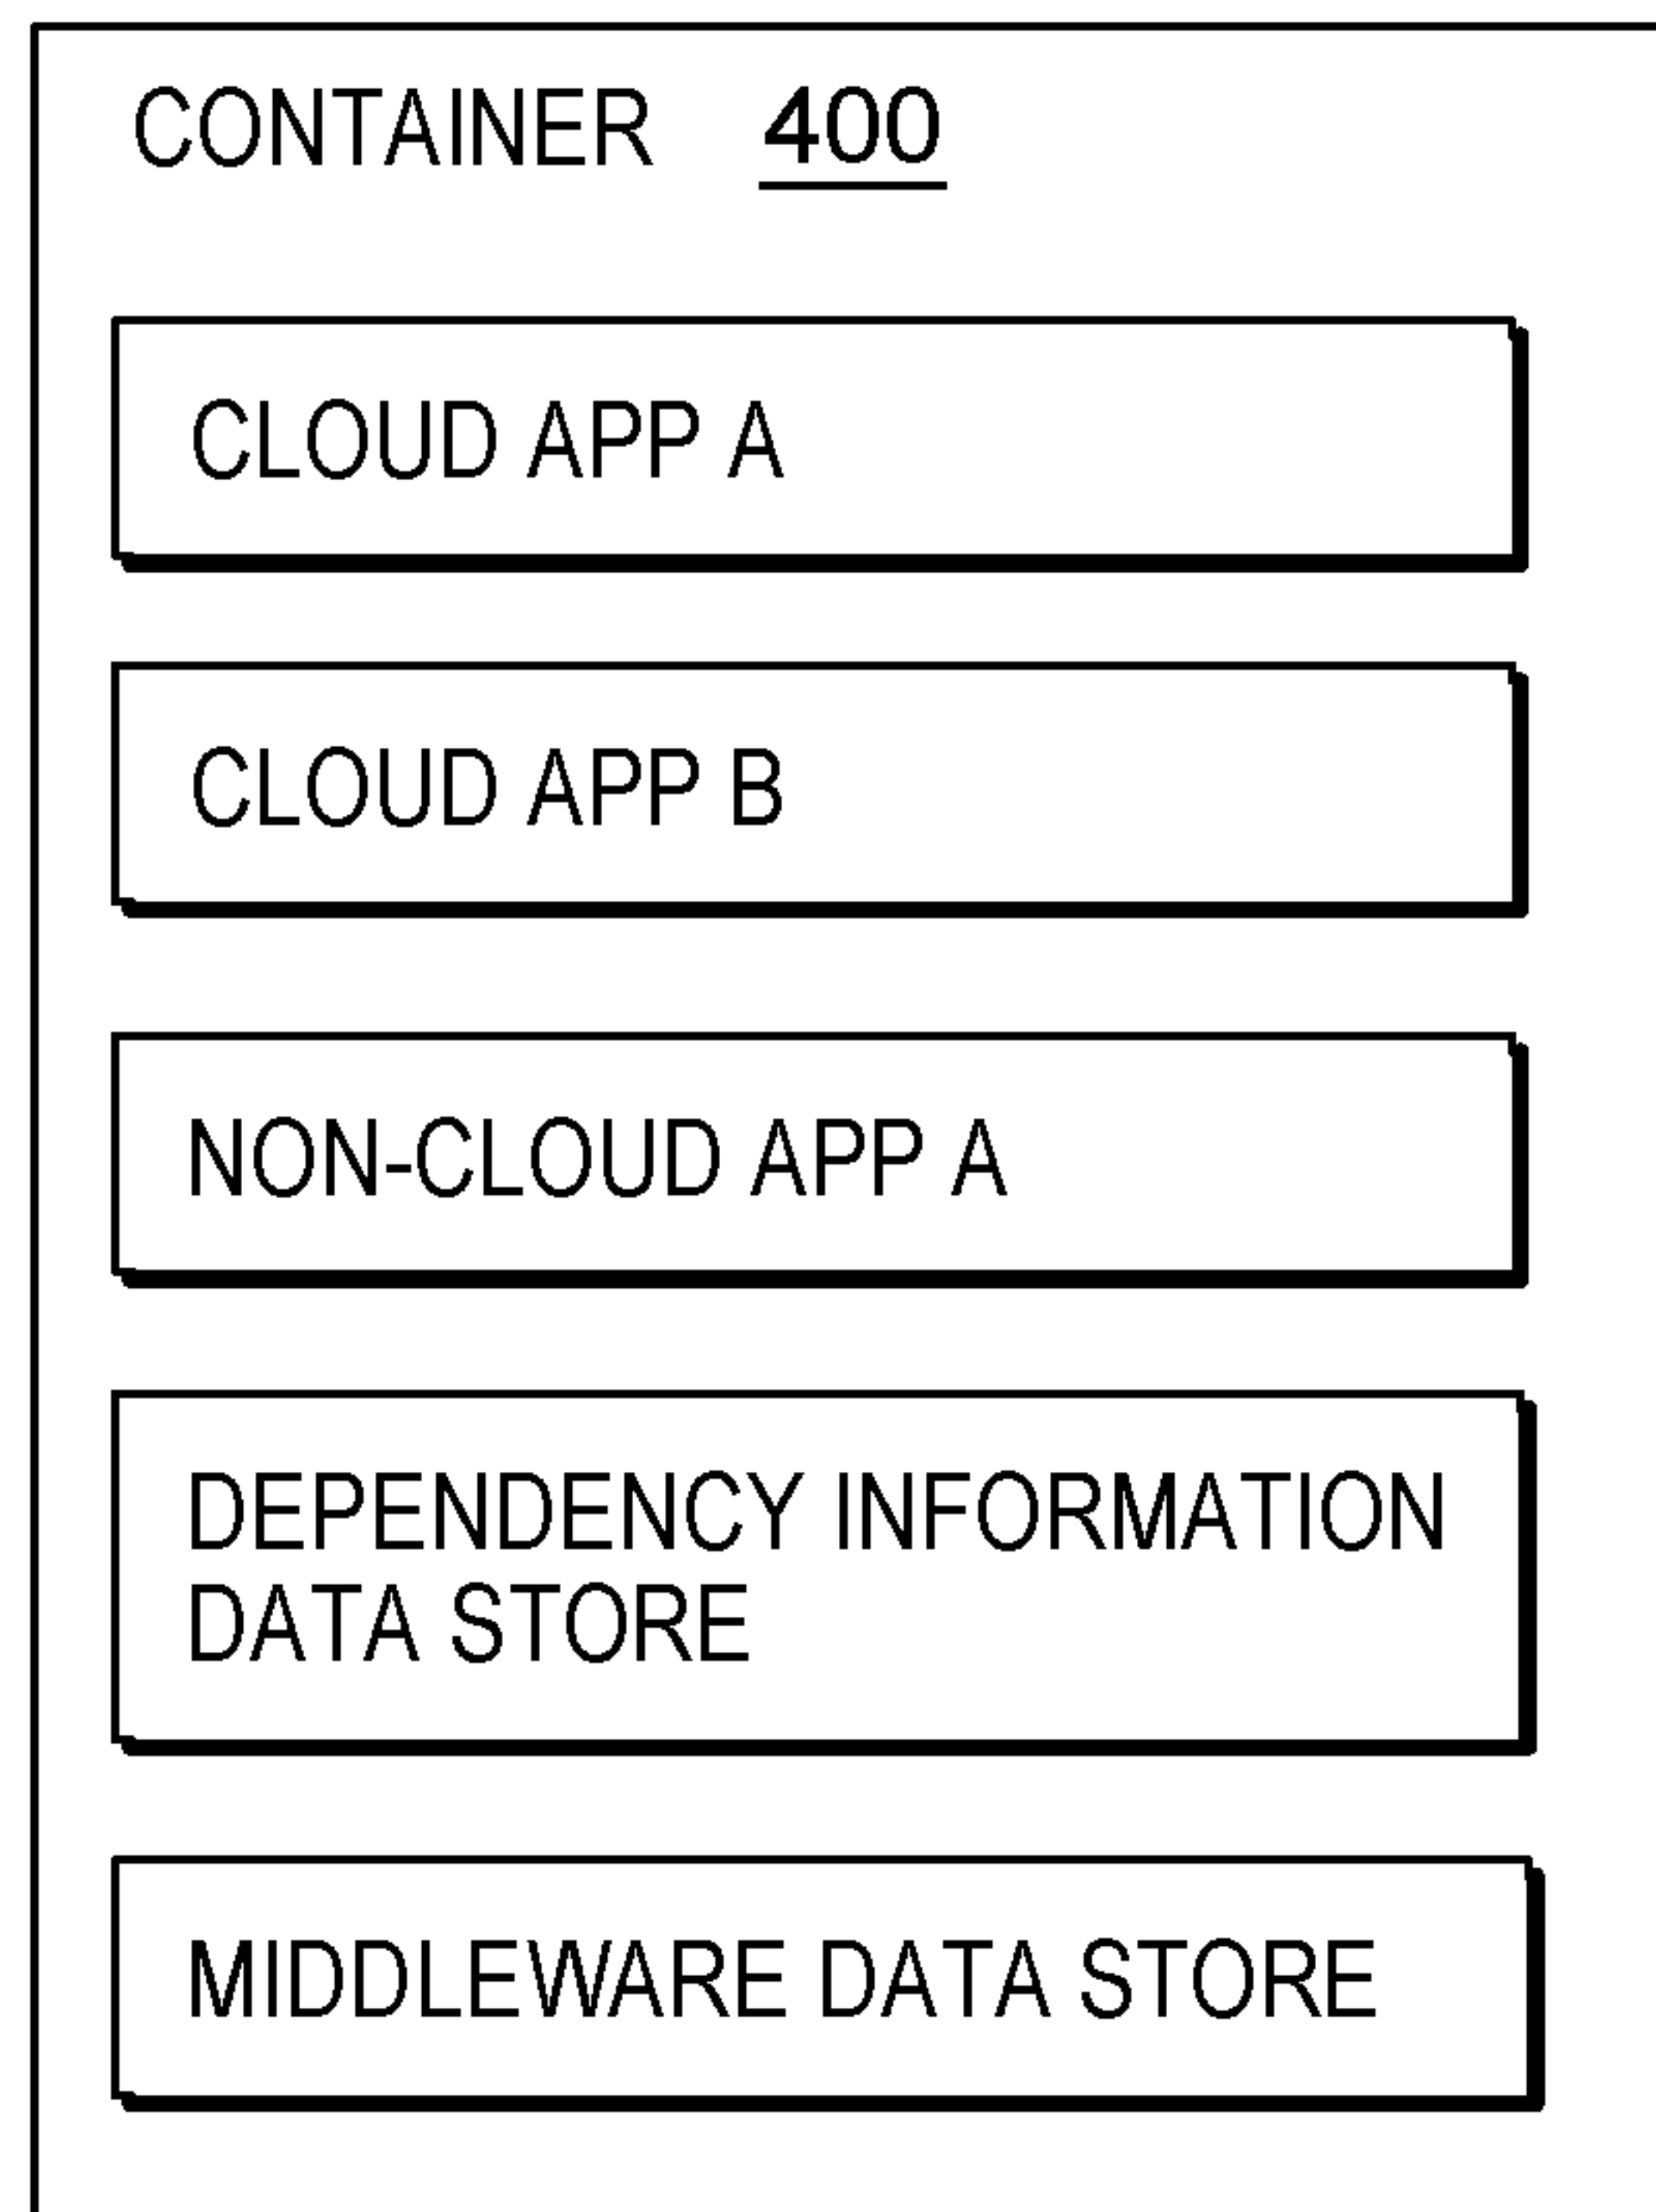 CONTAINER 400
CLOUD APP A
CLOUD APP B
NON-CLOUD APP A
DEPENDENCY INFORMATION
DATA STORE
MIDDLEWARE DATA STORE